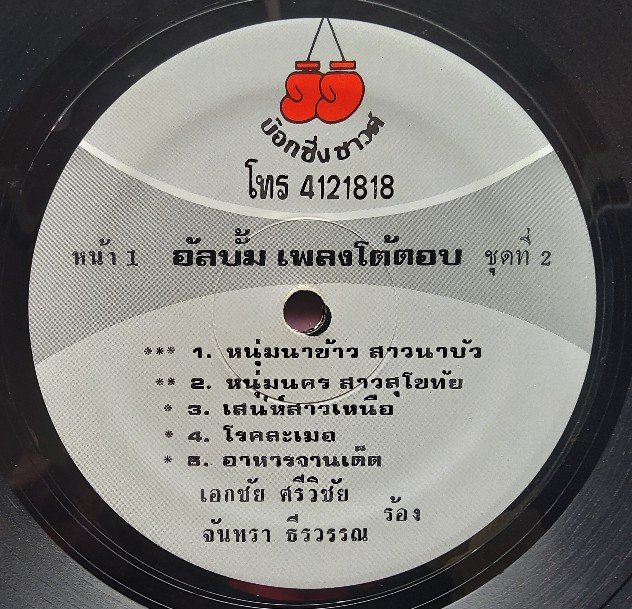 บ๊อกซิ่งซาวด์
โทร 4121818
หน้า 1 อัลบั้ม เพลงโต้ตอบ ชุดที่ 2
*** 1. หนุ่มนาข้าว สาวนาบัว
** 2. หนุ่มนคร สาวสุโขทัย
* 3. เสน่ห์สาวเหนือ
* 4. โรคละเมอ
* 5. อาหารจานเด็ด
เอกชัย ศรีวิชัย
จันทรา ธีรวรรณ ร้อง